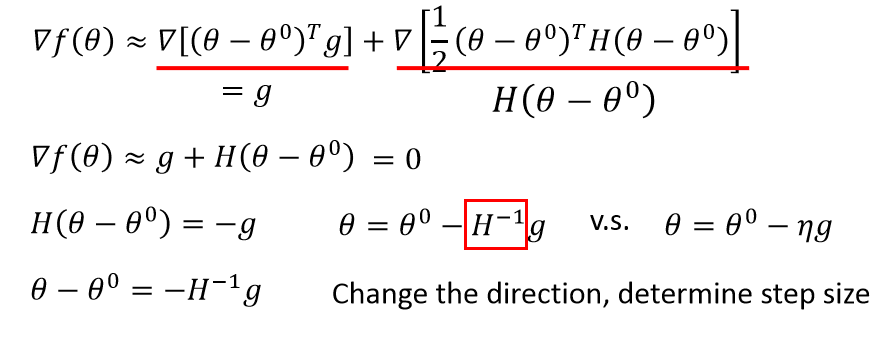 ∇f(θ) ≈ ∇[(θ − θ⁰)ᵀg] + ∇[½(θ − θ⁰)ᵀH(θ − θ⁰)]
= g H(θ − θ⁰)
∇f(θ) ≈ g + H(θ − θ⁰) = 0
H(θ − θ⁰) = −g θ = θ⁰ − H⁻¹g v.s. θ = θ⁰ − ηg
θ − θ⁰ = −H⁻¹g Change the direction, determine step size